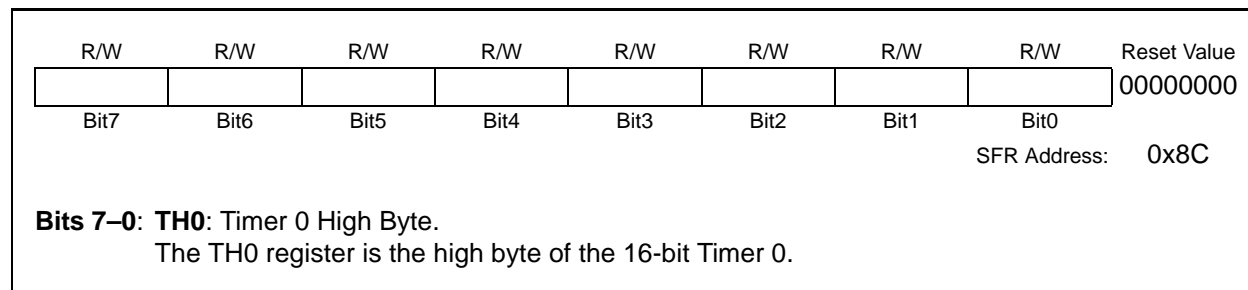 R/W R/W R/W R/W R/W R/W R/W R/W Reset Value
00000000
Bit7 Bit6 Bit5 Bit4 Bit3 Bit2 Bit1 Bit0
SFR Address: 0x8C
Bits 7–0: TH0: Timer 0 High Byte.
The TH0 register is the high byte of the 16-bit Timer 0.